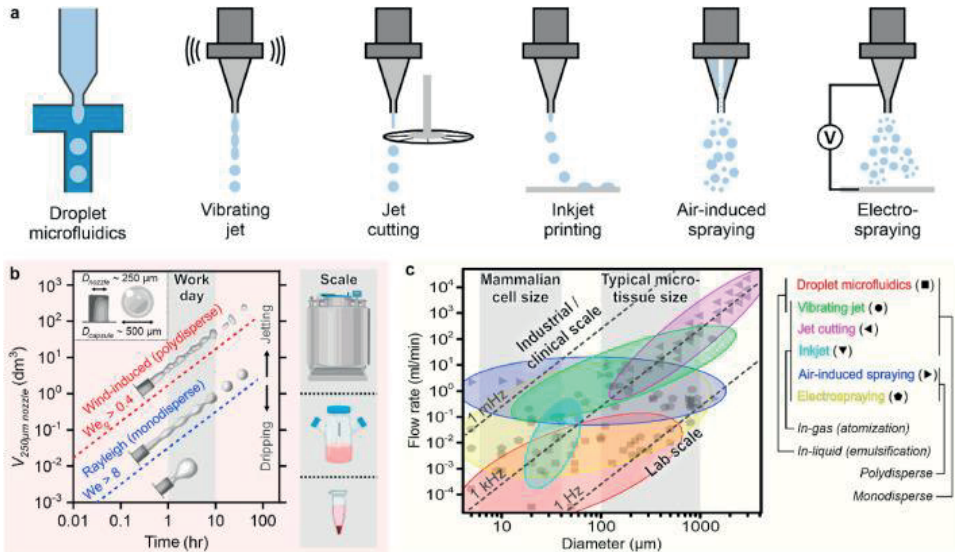 a
V
Droplet
microfluidics
Vibrating
jet
Jet
cutting
Inkjet
printing
Air-induced
spraying
Electro-
spraying
b
D_nozzle ~ 250 µm
D_capsule ~ 500 µm
Work
day
Scale
Wind-induced (polydisperse)
We_g > 0.4
Rayleigh (monodisperse)
We > 8
Jetting
Dripping
V_250µm nozzle (dm³)
10³
10²
10¹
10⁰
10⁻¹
10⁻²
10⁻³
0.01
0.1
1
10
100
Time (hr)
c
Mammalian
cell size
Typical micro-
tissue size
Industrial /
clinical scale
Lab-scale
1 mHz
1 kHz
1 Hz
Flow rate (ml/min)
10⁴
10³
10²
10¹
10⁰
10⁻¹
10⁻²
10⁻³
10⁻⁴
10
100
1000
Diameter (µm)
Droplet microfluidics (■)
Vibrating jet (●)
Jet cutting (◄)
Inkjet (▼)
Air-induced spraying (►)
Electrospraying (⬟)
In-gas (atomization)
In-liquid (emulsification)
Polydisperse
Monodisperse